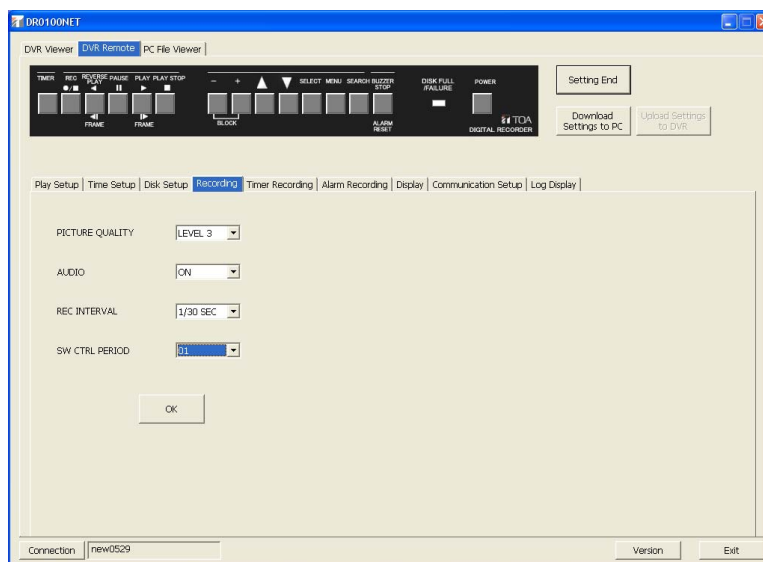 DR0100NET
DVR Viewer DVR Remote PC File Viewer
TIMER REC REVERSE PLAY PAUSE PLAY PLAY STOP - + SELECT MENU SEARCH BUZZER STOP DISK FULL /FAILURE POWER
FRAME FRAME BLOCK ALARM RESET TOA DIGITAL RECORDER
Setting End
Download Settings to PC
Upload Settings to DVR
Play Setup Time Setup Disk Setup Recording Timer Recording Alarm Recording Display Communication Setup Log Display
PICTURE QUALITY LEVEL 3
AUDIO ON
REC INTERVAL 1/30 SEC
SW CTRL PERIOD 01
OK
Connection new0529 Version Exit